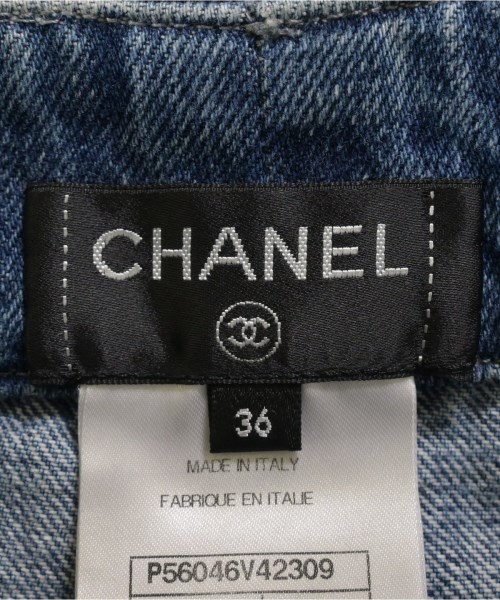 CHANEL
36
MADE IN ITALY
FABRIQUE EN ITALIE
P56046V42309